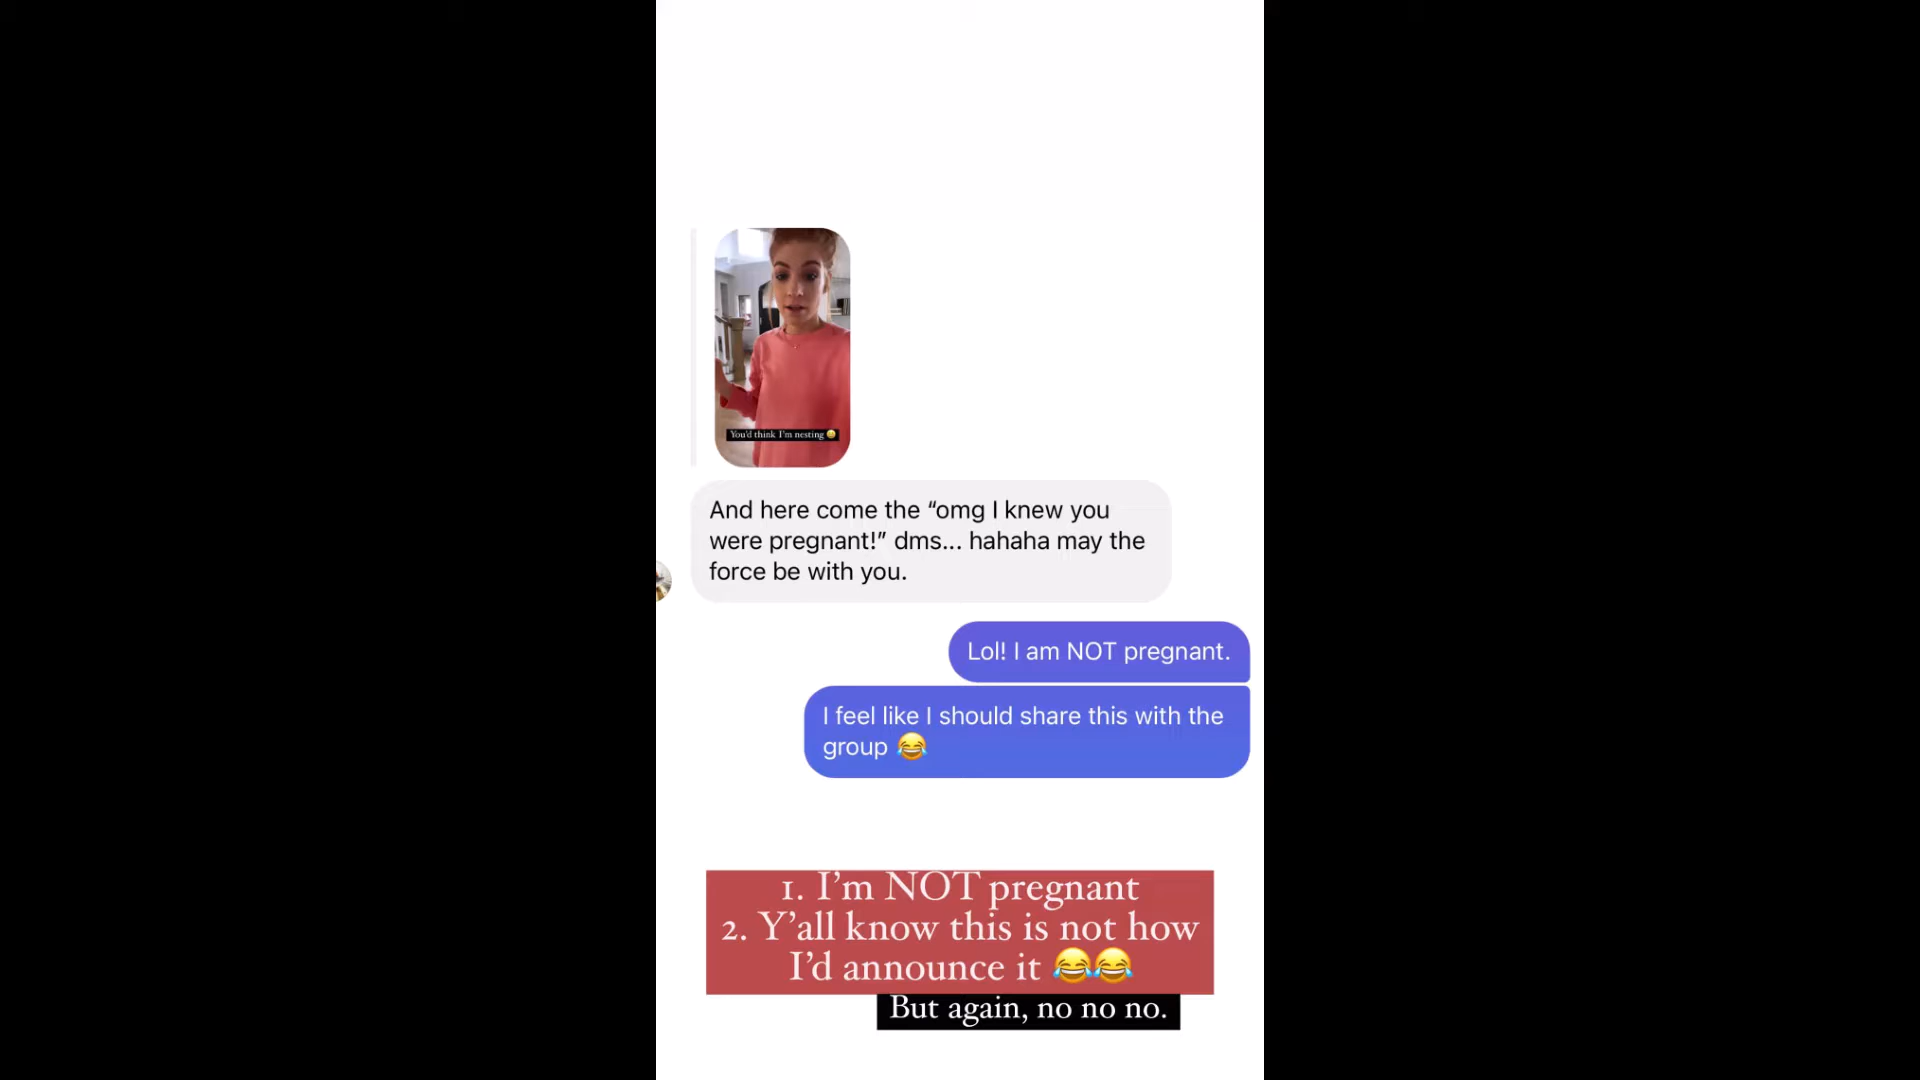 You'd think I'm nesting 😅
And here come the “omg I knew you
were pregnant!” dms... hahaha may the
force be with you.
Lol! I am NOT pregnant.
I feel like I should share this with the
group 😂
1. I’m NOT pregnant
2. Y’all know this is not how
I’d announce it 😂😂
But again, no no no.